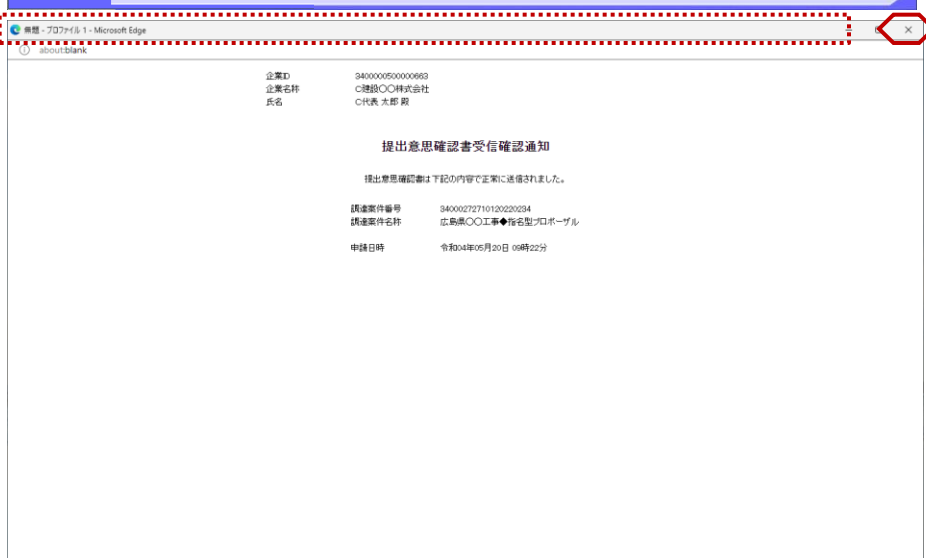 無題 - プロファイル 1 - Microsoft Edge
about:blank
企業ID 3400000500000663
企業名称 C建設〇〇株式会社
氏名 C代表 太郎 殿
提出意思確認書受信確認通知
提出意思確認書は下記の内容で正常に送信されました。
調達案件番号 34000272710120220234
調達案件名称 広島県〇〇工事◆指名型プロポーザル
申請日時 令和04年05月20日 09時22分